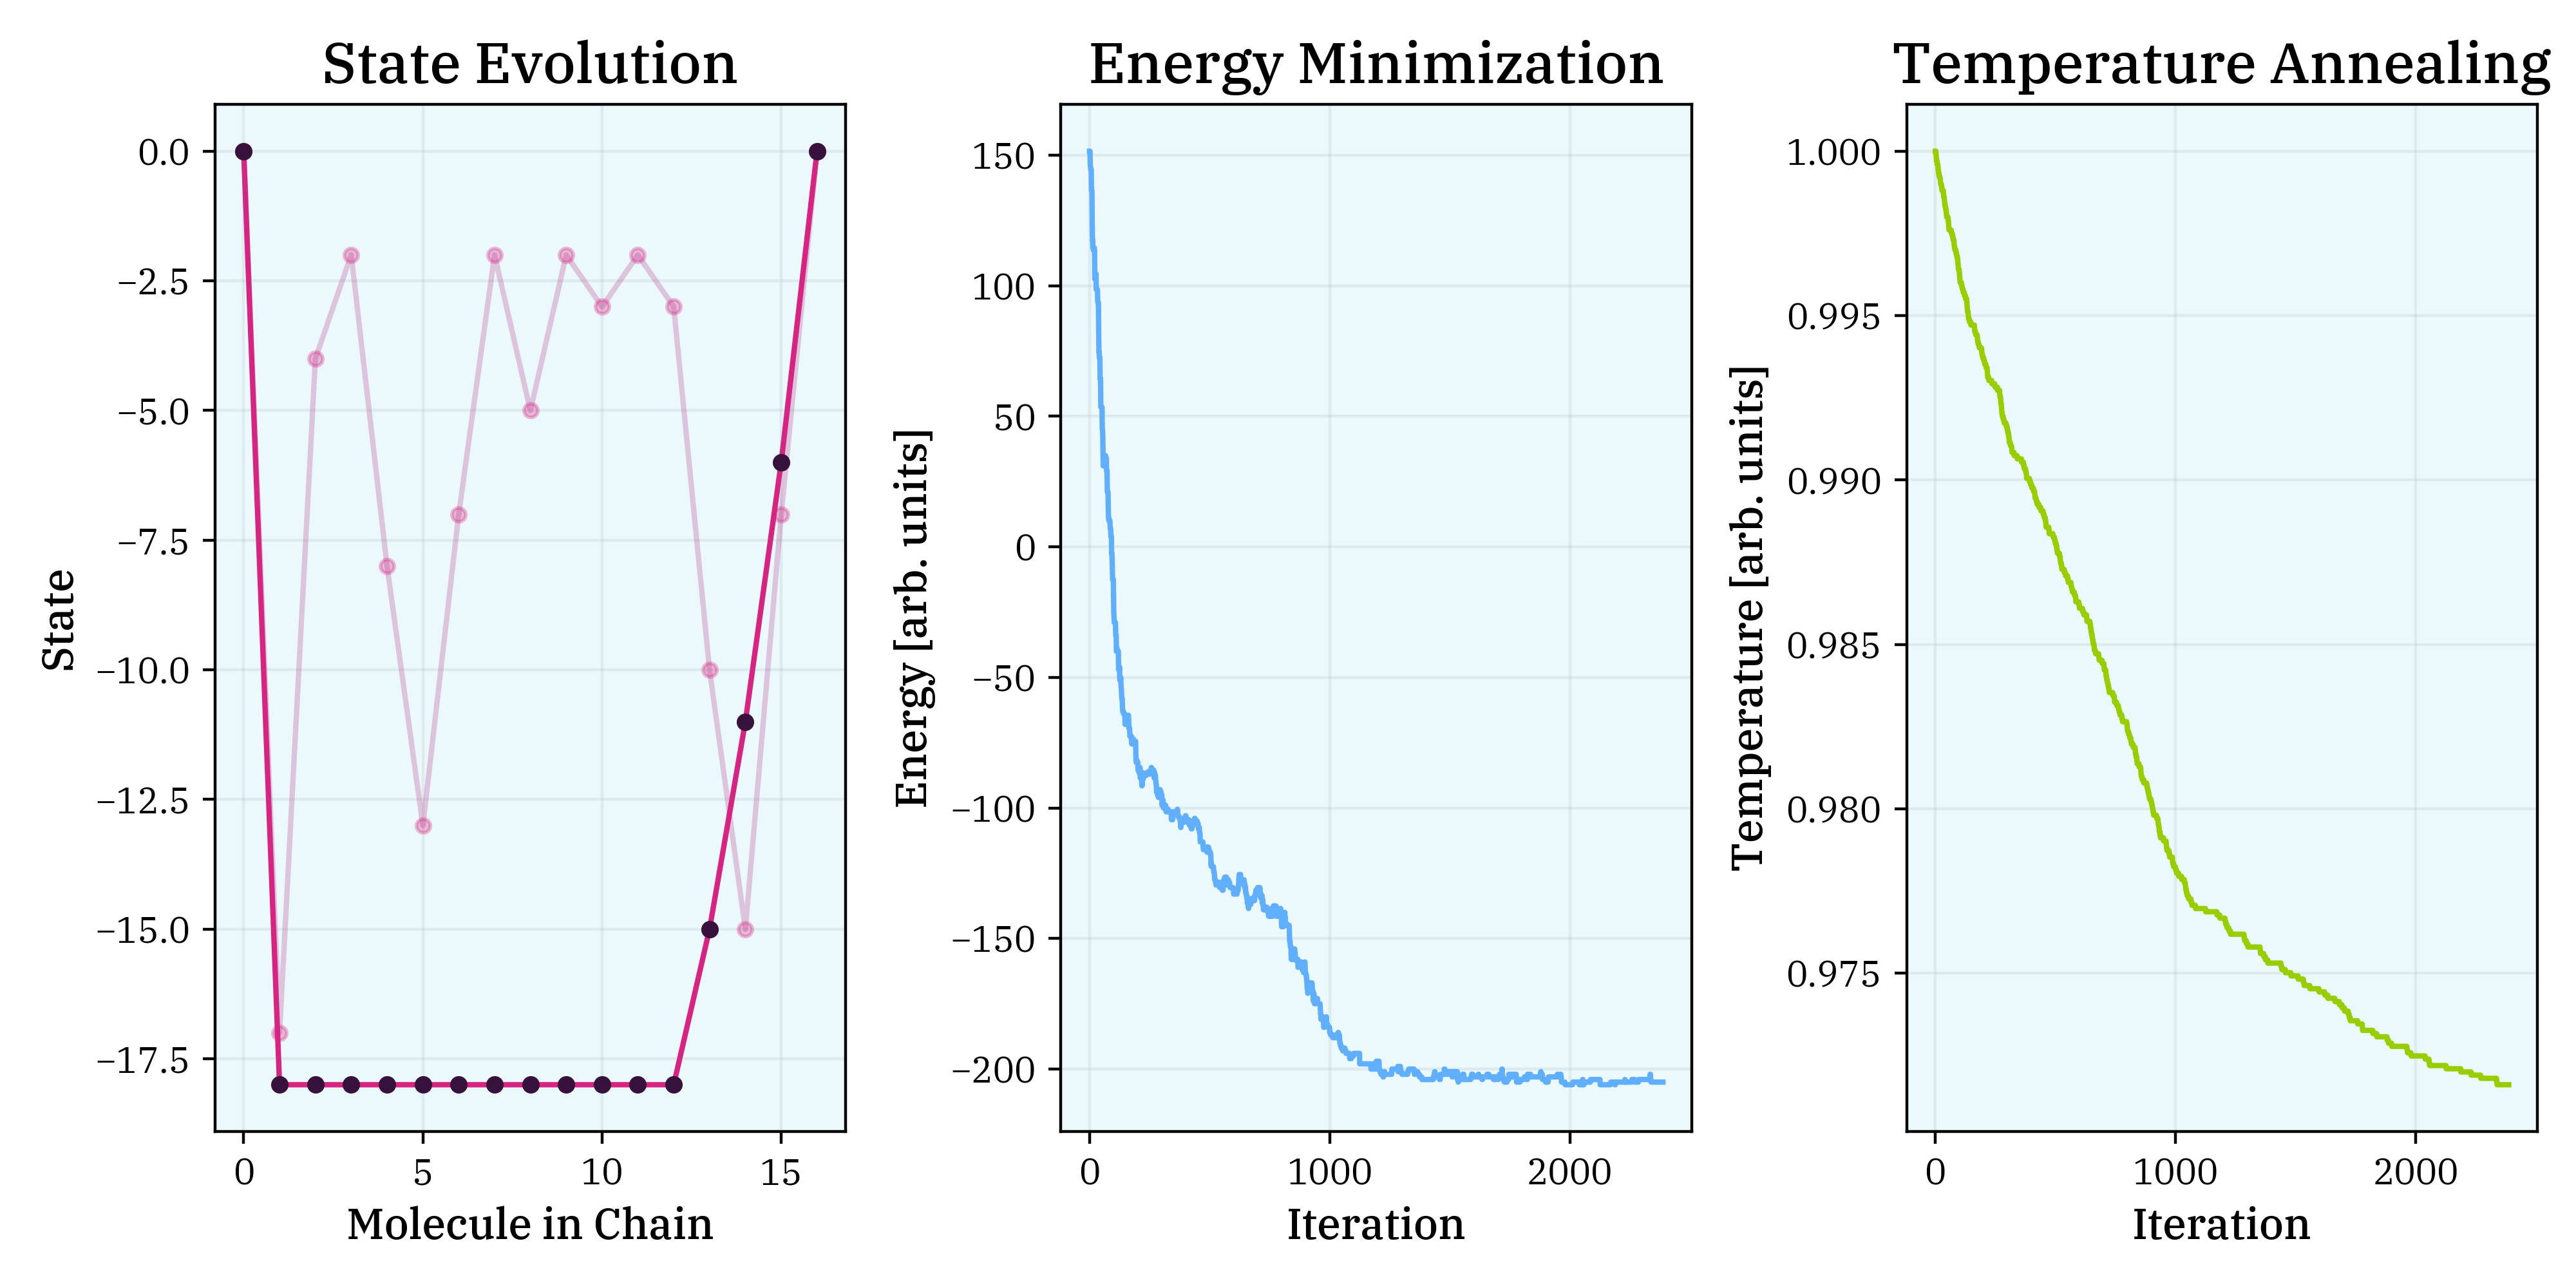 State Evolution
0.0
−2.5
−5.0
−7.5
−10.0
−12.5
−15.0
−17.5
State
0 5 10 15
Molecule in Chain
Energy Minimization
150
100
50
0
−50
−100
−150
−200
Energy [arb. units]
0 1000 2000
Iteration
Temperature Annealing
1.000
0.995
0.990
0.985
0.980
0.975
Temperature [arb. units]
0 1000 2000
Iteration